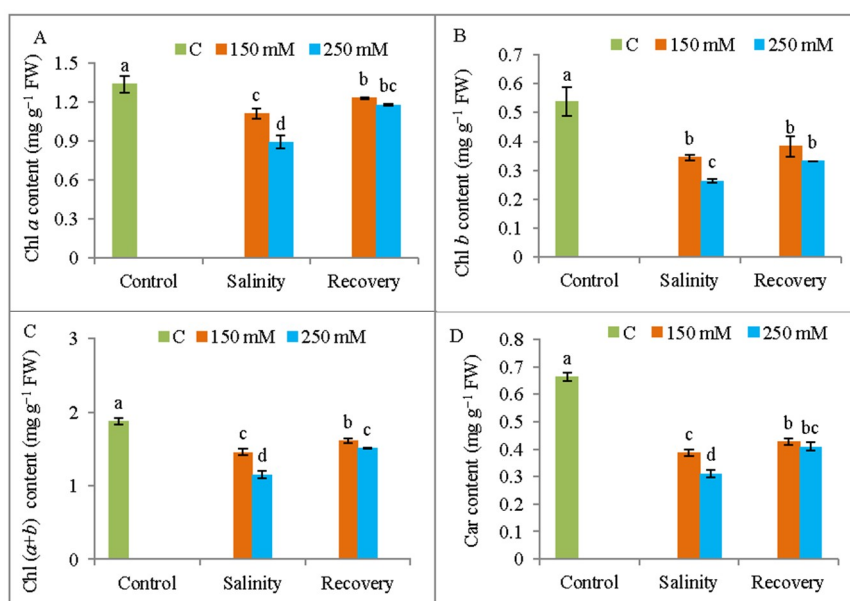 A
C 150 mM 250 mM
Chl a content (mg g⁻¹ FW)
1.5
1.2
0.9
0.6
0.3
0
a
c
d
b
bc
Control Salinity Recovery
B
C 150 mM 250 mM
Chl b content (mg g⁻¹ FW)
0.7
0.6
0.5
0.4
0.3
0.2
0.1
0
a
b
c
b
b
Control Salinity Recovery
C
C 150 mM 250 mM
Chl (a+b) content (mg g⁻¹ FW)
3
2
1
0
a
c
d
b
c
Control Salinity Recovery
D
C 150 mM 250 mM
Car content (mg g⁻¹ FW)
0.8
0.7
0.6
0.5
0.4
0.3
0.2
0.1
0
a
c
d
b
bc
Control Salinity Recovery